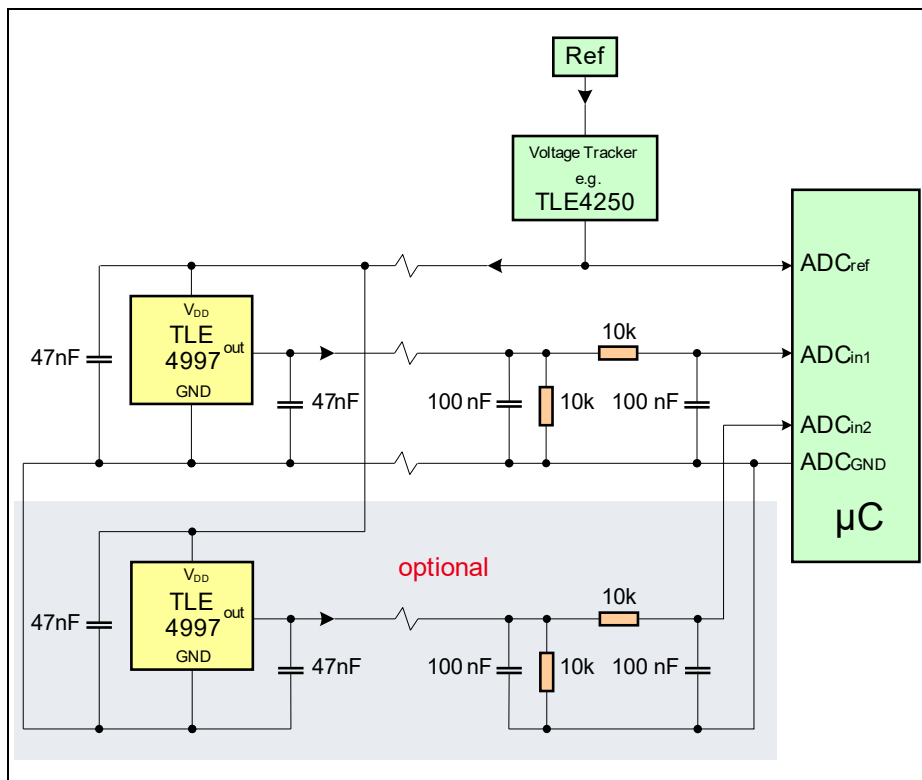 Ref
Voltage Tracker
e.g.
TLE4250
ADCref
VDD
TLE
4997
out
GND
47nF
47nF
100 nF
10k
10k
100 nF
ADCin1
ADCin2
ADCGND
µC
optional
VDD
TLE
4997
out
GND
47nF
47nF
100 nF
10k
10k
100 nF